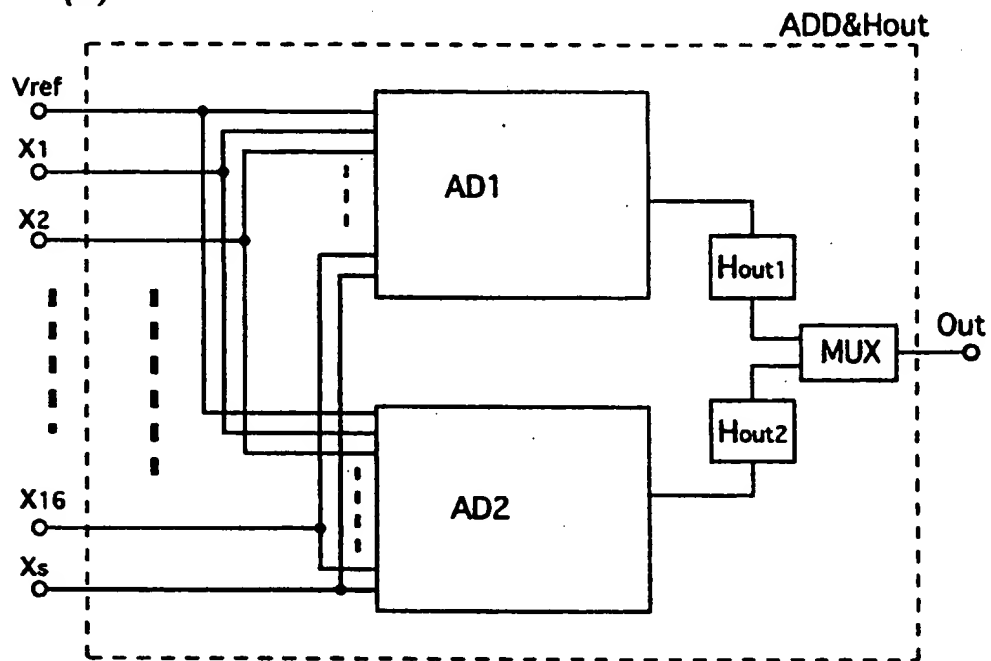 ADD&Hout
Vref
X1
X2
AD1
Hout1
MUX
Out
Hout2
AD2
X16
Xs